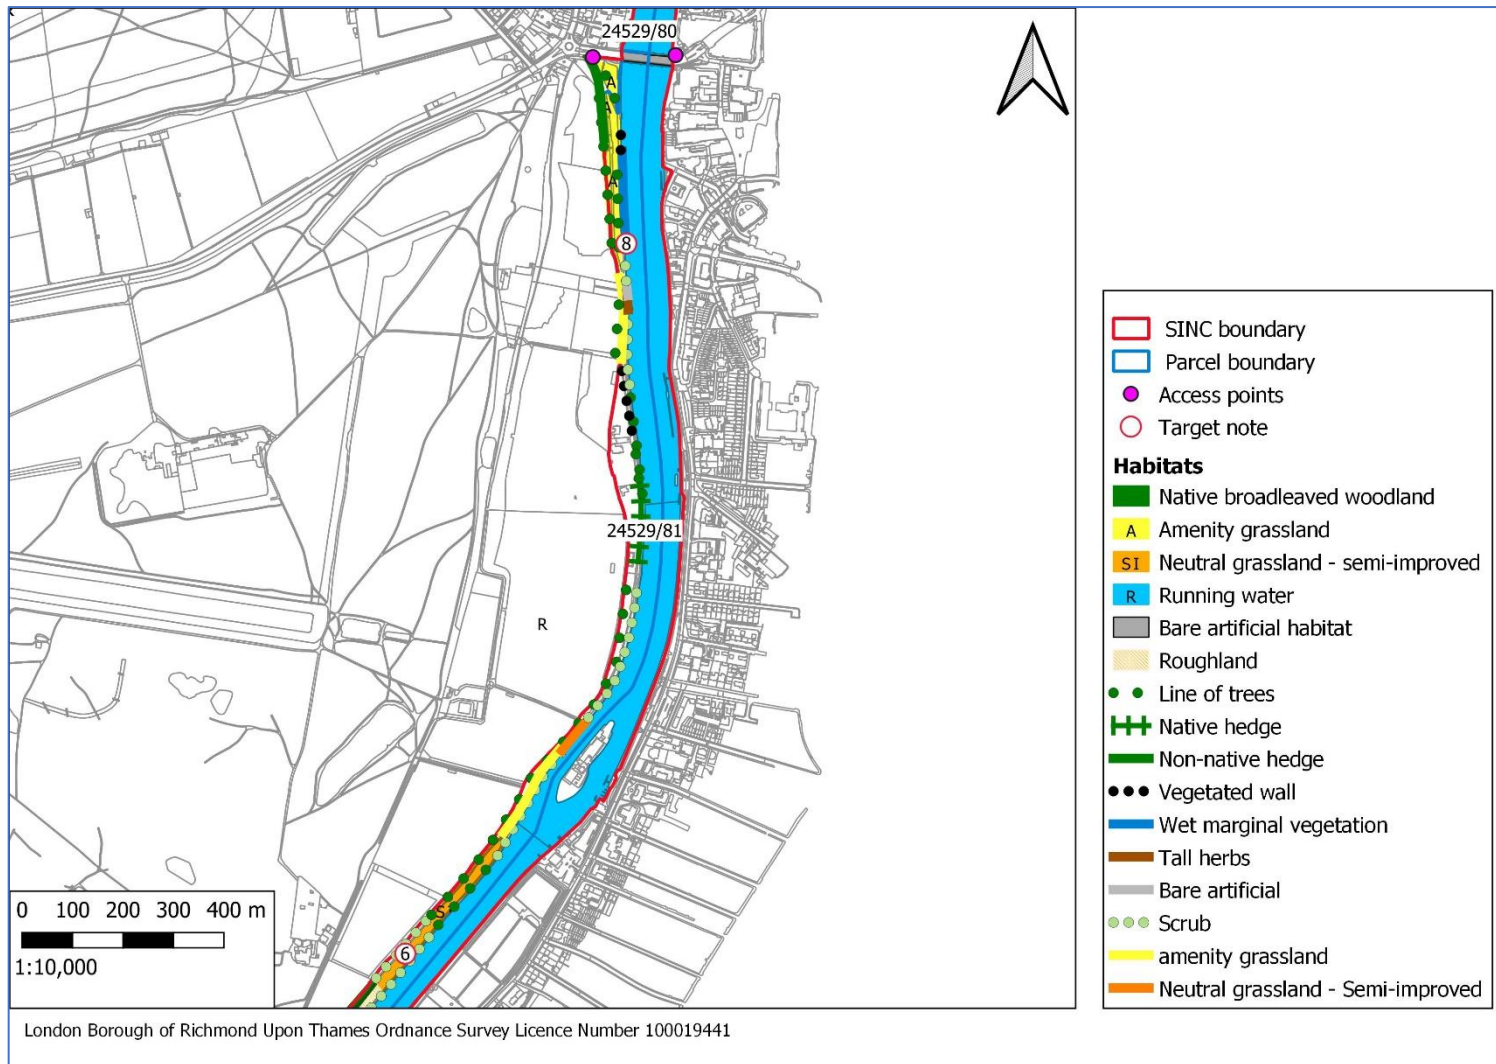 24529/80
A
A
A
8
24529/81
R
S
6
0 100 200 300 400 m
1:10,000
SINC boundary
Parcel boundary
Access points
Target note
Habitats
Native broadleaved woodland
A Amenity grassland
SI Neutral grassland - semi-improved
R Running water
Bare artificial habitat
Roughland
Line of trees
Native hedge
Non-native hedge
Vegetated wall
Wet marginal vegetation
Tall herbs
Bare artificial
Scrub
amenity grassland
Neutral grassland - Semi-improved
London Borough of Richmond Upon Thames Ordnance Survey Licence Number 100019441